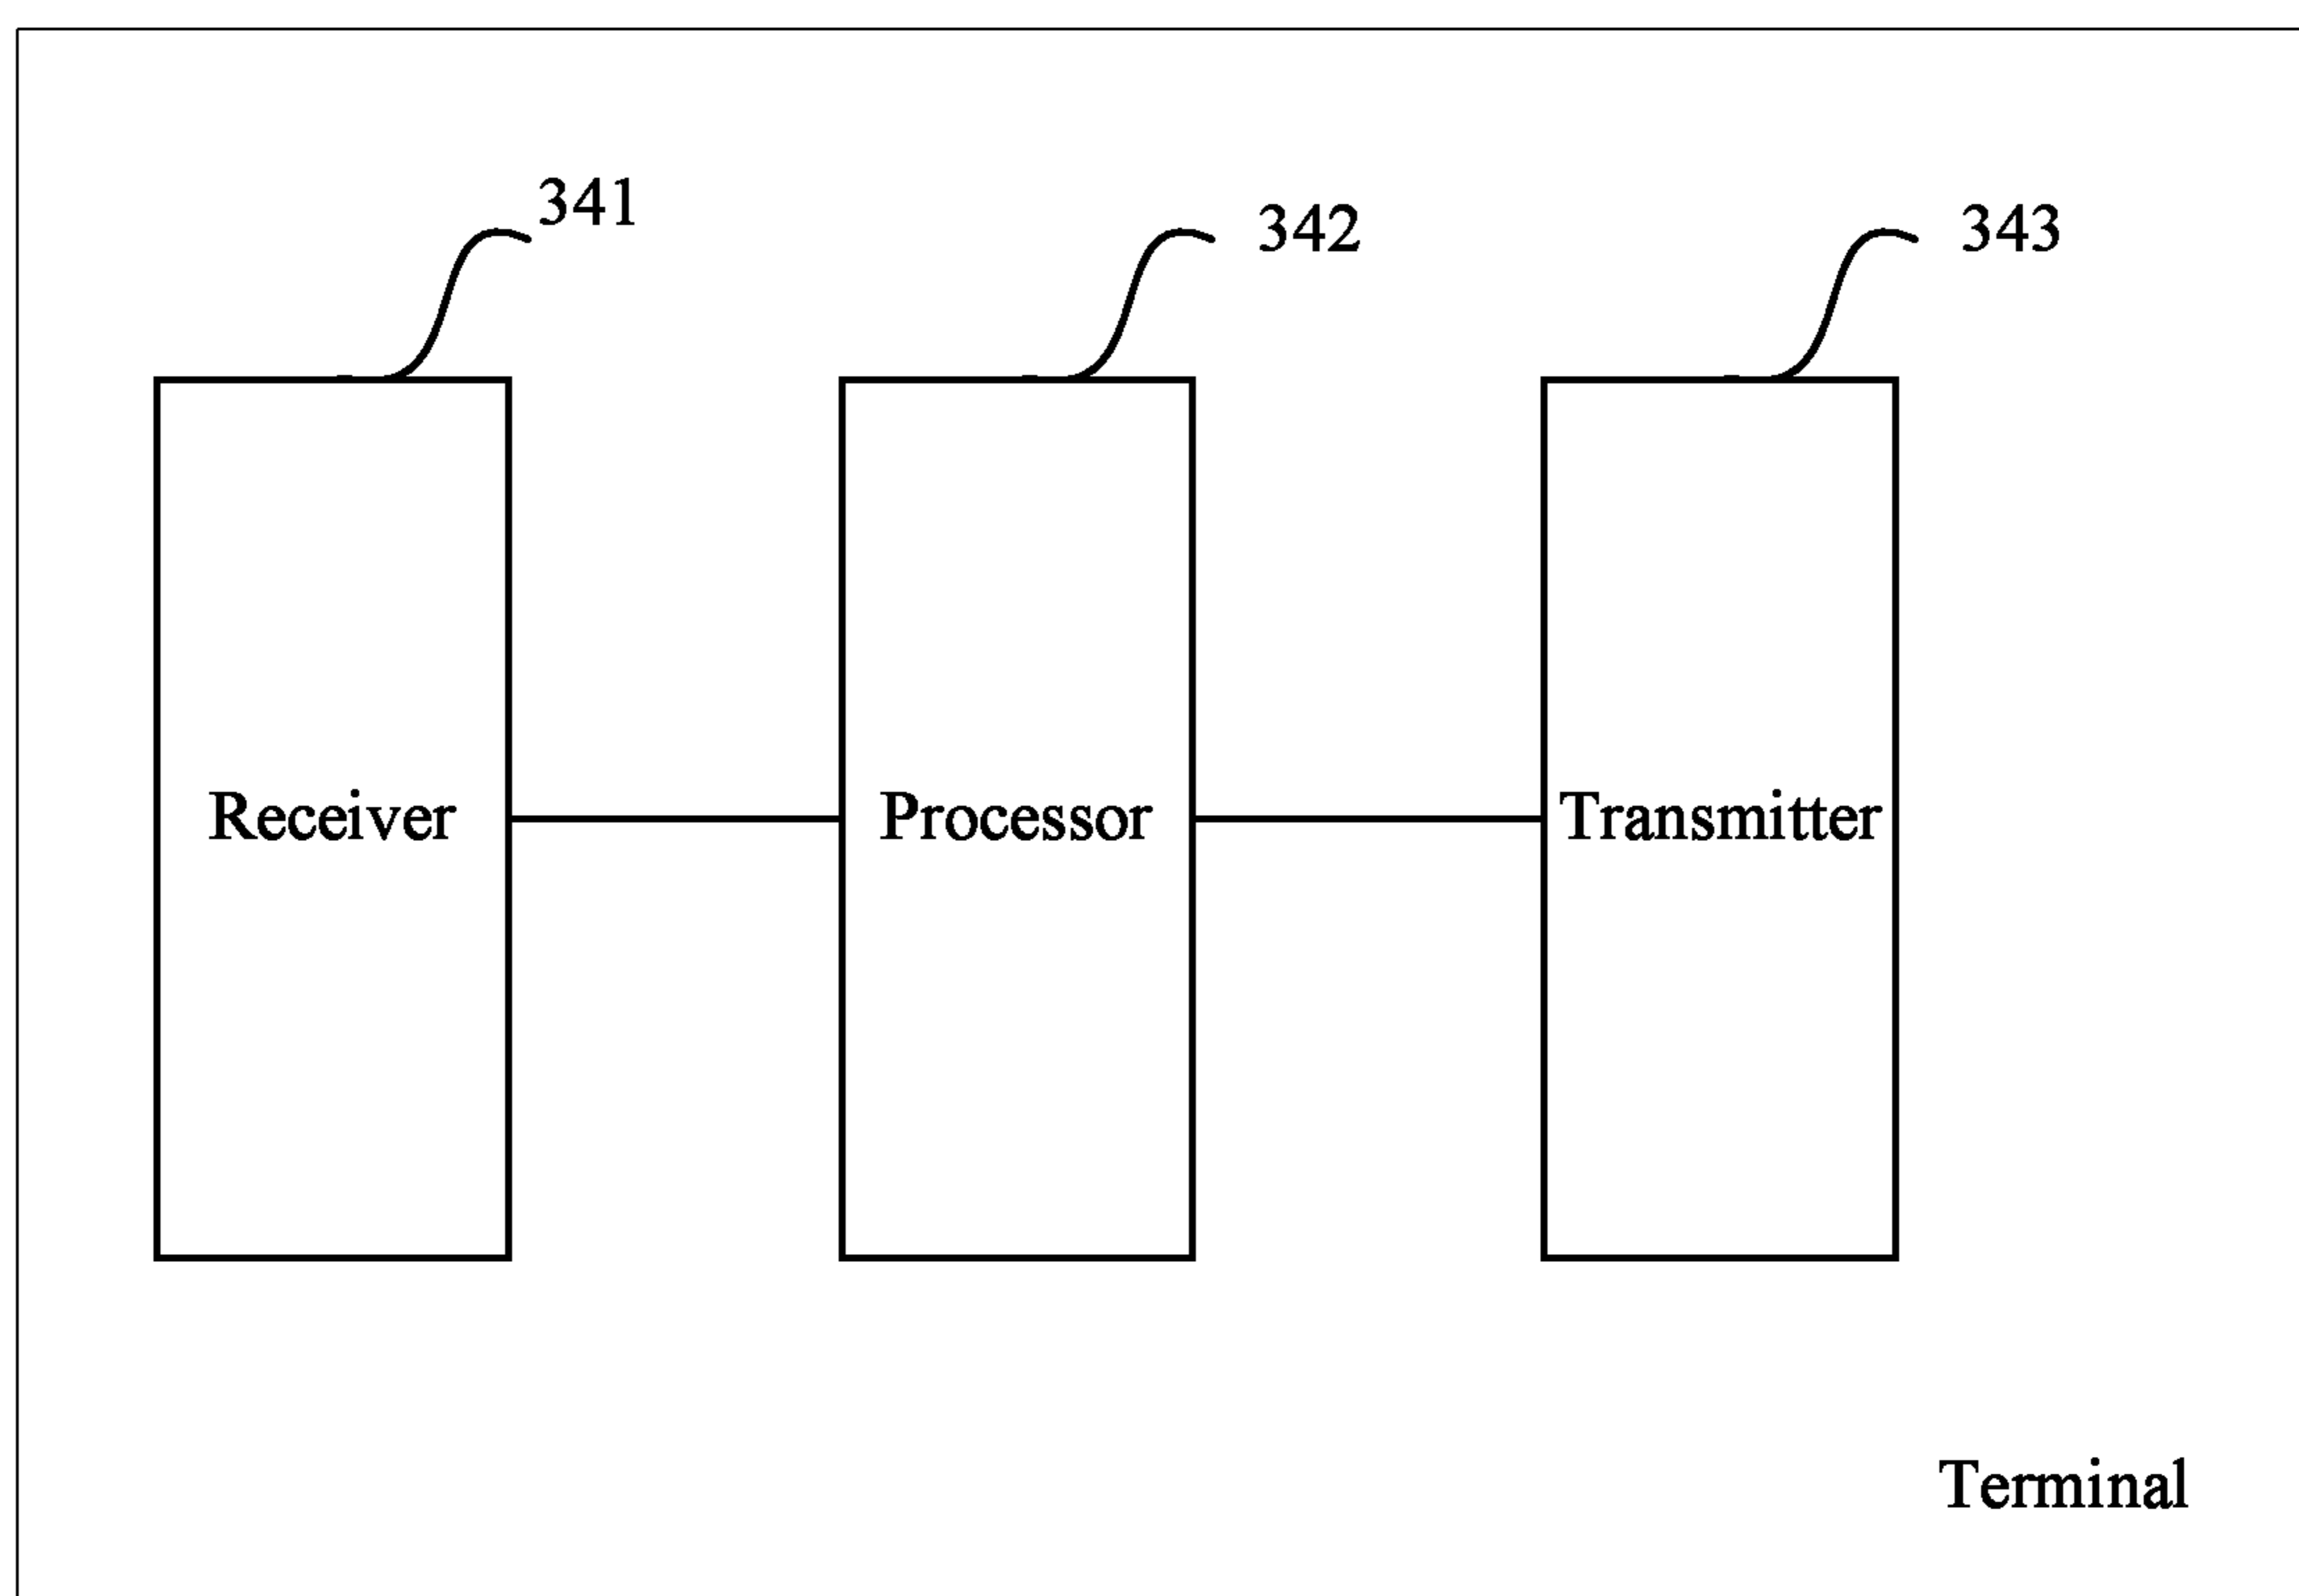 341
342
343
Receiver
Processor
Transmitter
Terminal